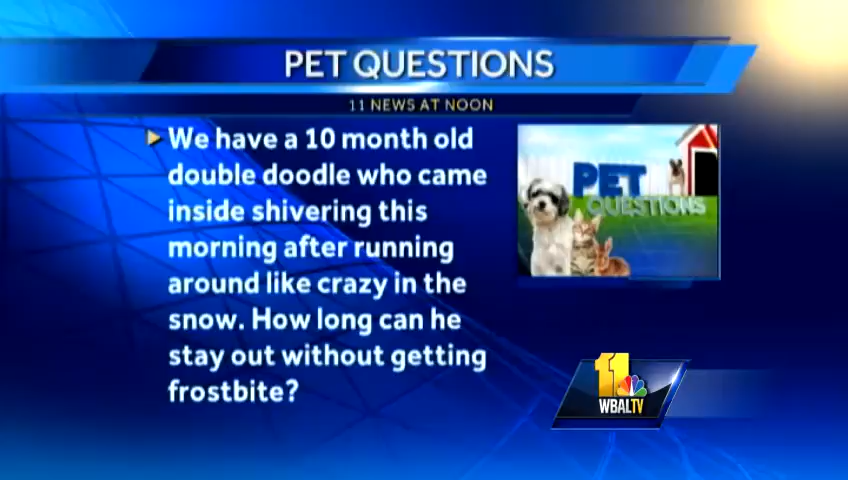 PET QUESTIONS
11 NEWS AT NOON
We have a 10 month old
double doodle who came
inside shivering this
morning after running
around like crazy in the
snow. How long can he
stay out without getting
frostbite?
PET
QUESTIONS
11
WBALTV